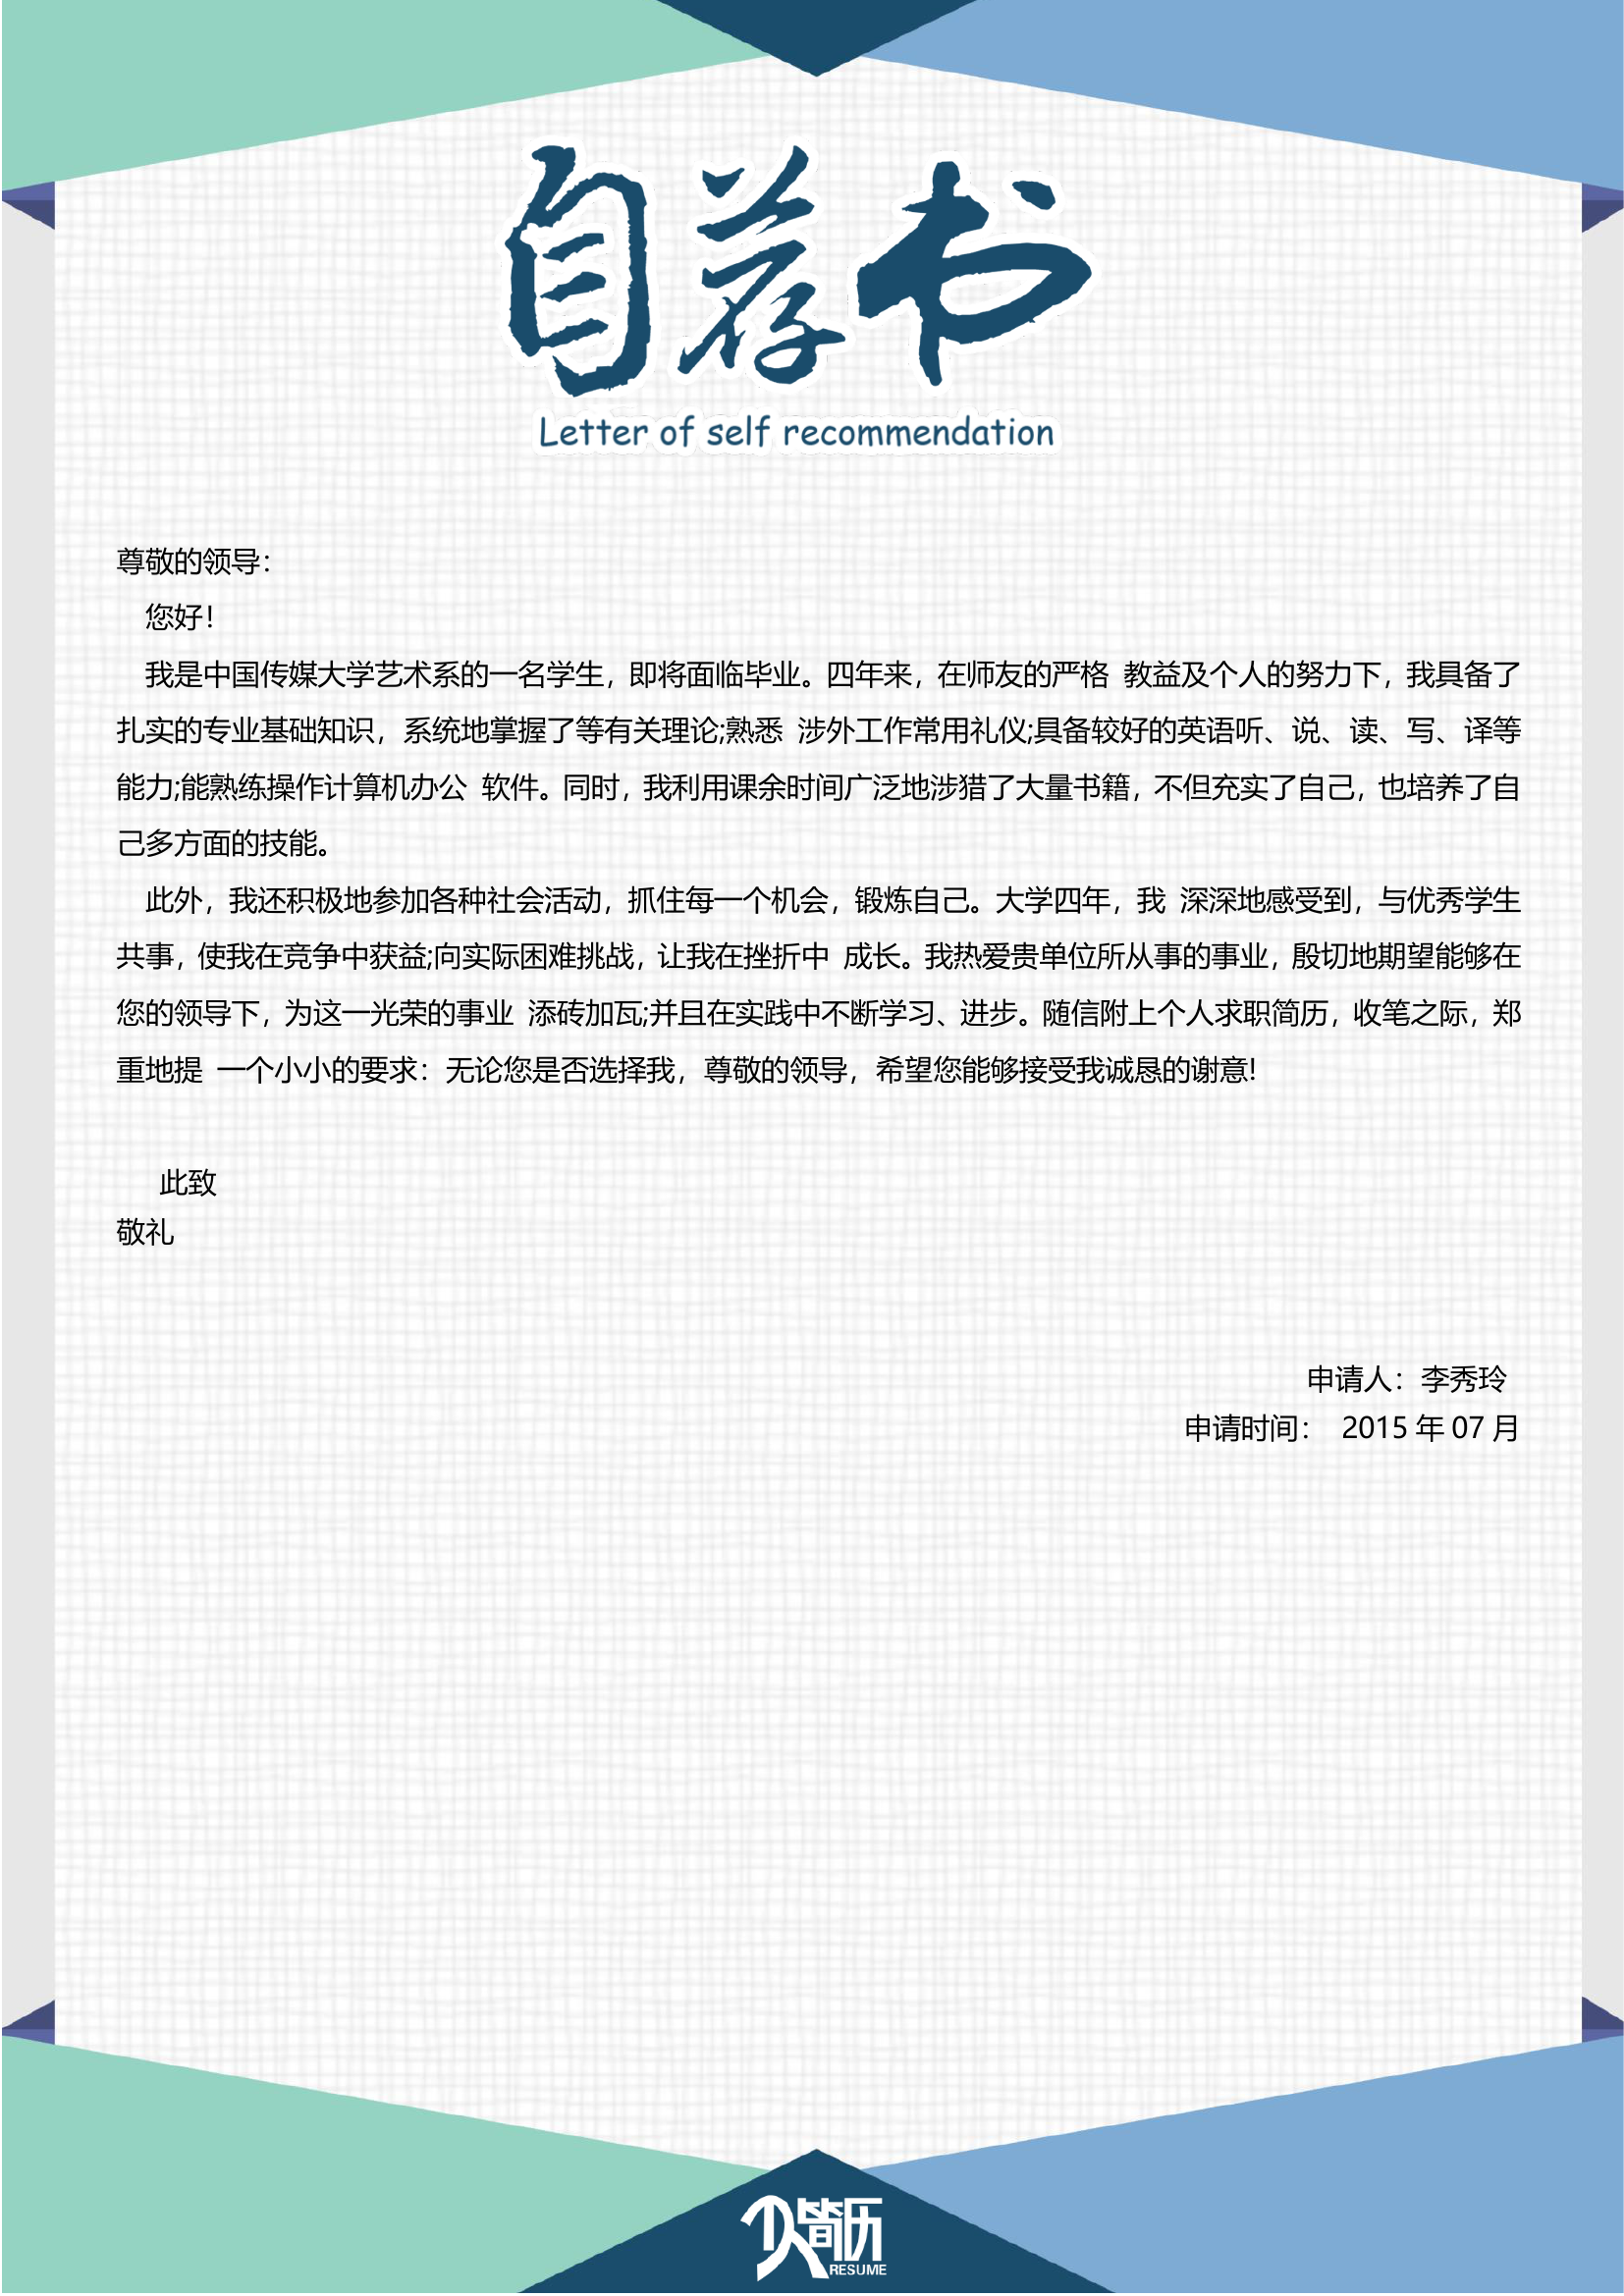 自荐书
Letter of self recommendation
尊敬的领导：
您好！
我是中国传媒大学艺术系的一名学生，即将面临毕业。四年来，在师友的严格 教益及个人的努力下，我具备了
扎实的专业基础知识，系统地掌握了等有关理论;熟悉 涉外工作常用礼仪;具备较好的英语听、说、读、写、译等
能力;能熟练操作计算机办公 软件。同时，我利用课余时间广泛地涉猎了大量书籍，不但充实了自己，也培养了自
己多方面的技能。
此外，我还积极地参加各种社会活动，抓住每一个机会，锻炼自己。大学四年，我 深深地感受到，与优秀学生
共事，使我在竞争中获益;向实际困难挑战，让我在挫折中 成长。我热爱贵单位所从事的事业，殷切地期望能够在
您的领导下，为这一光荣的事业 添砖加瓦;并且在实践中不断学习、进步。随信附上个人求职简历，收笔之际，郑
重地提 一个小小的要求：无论您是否选择我，尊敬的领导，希望您能够接受我诚恳的谢意!
此致
敬礼
申请人：李秀玲
申请时间： 2015 年 07 月
简历
RESUME